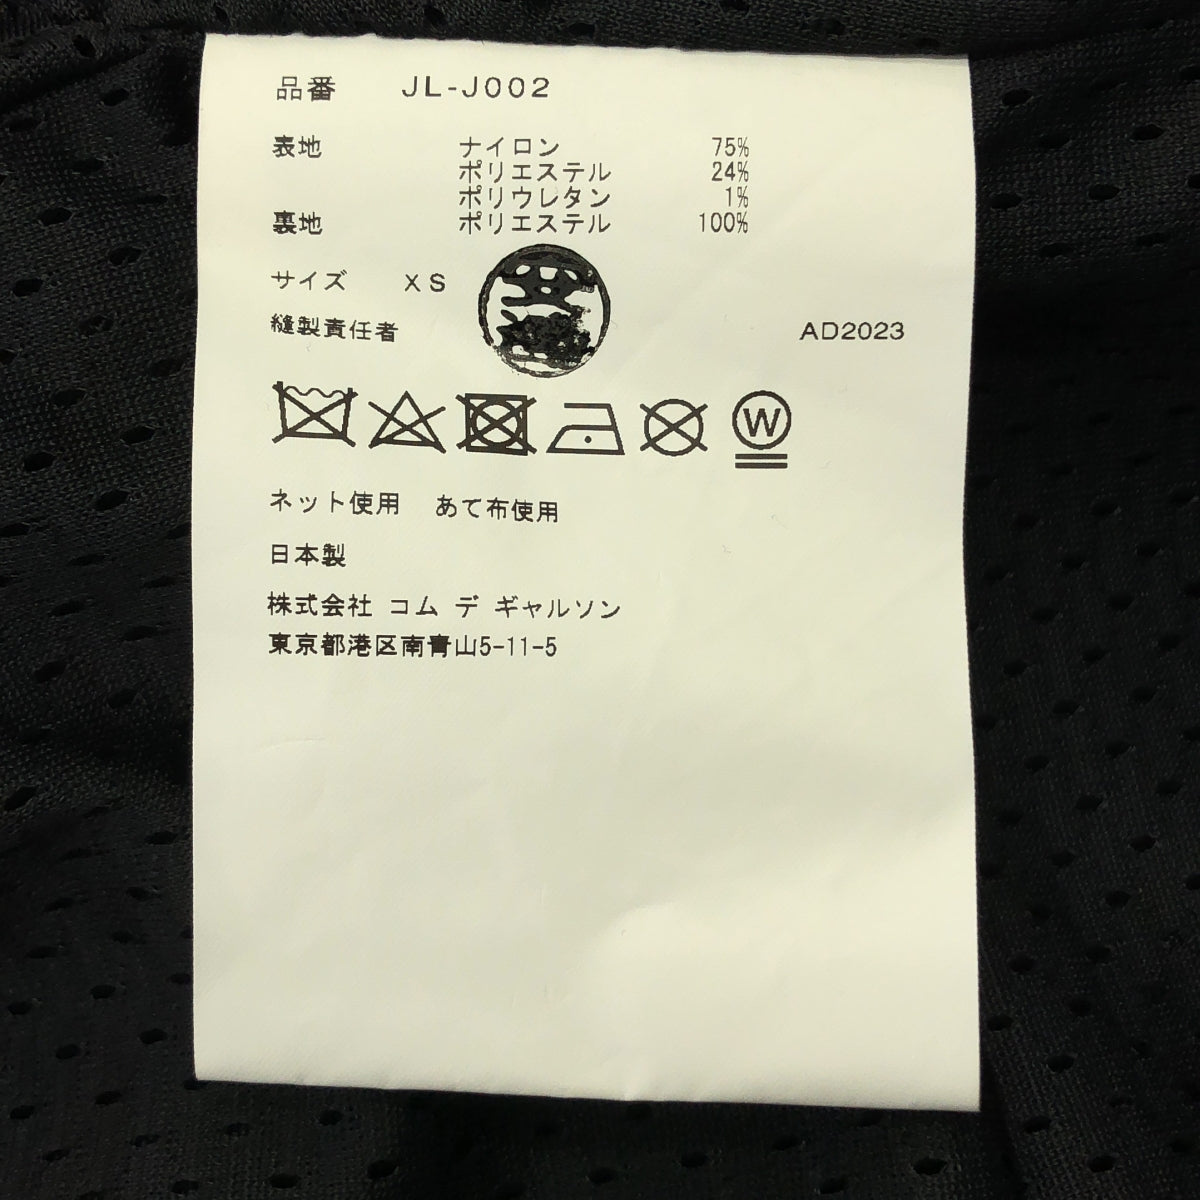 品番 JL-J002
表地 ナイロン 75%
ポリエステル 24%
ポリウレタン 1%
裏地 ポリエステル 100%
サイズ XS
縫製責任者 AD2023
W
ネット使用 あて布使用
日本製
株式会社 コム デ ギャルソン
東京都港区南青山5-11-5